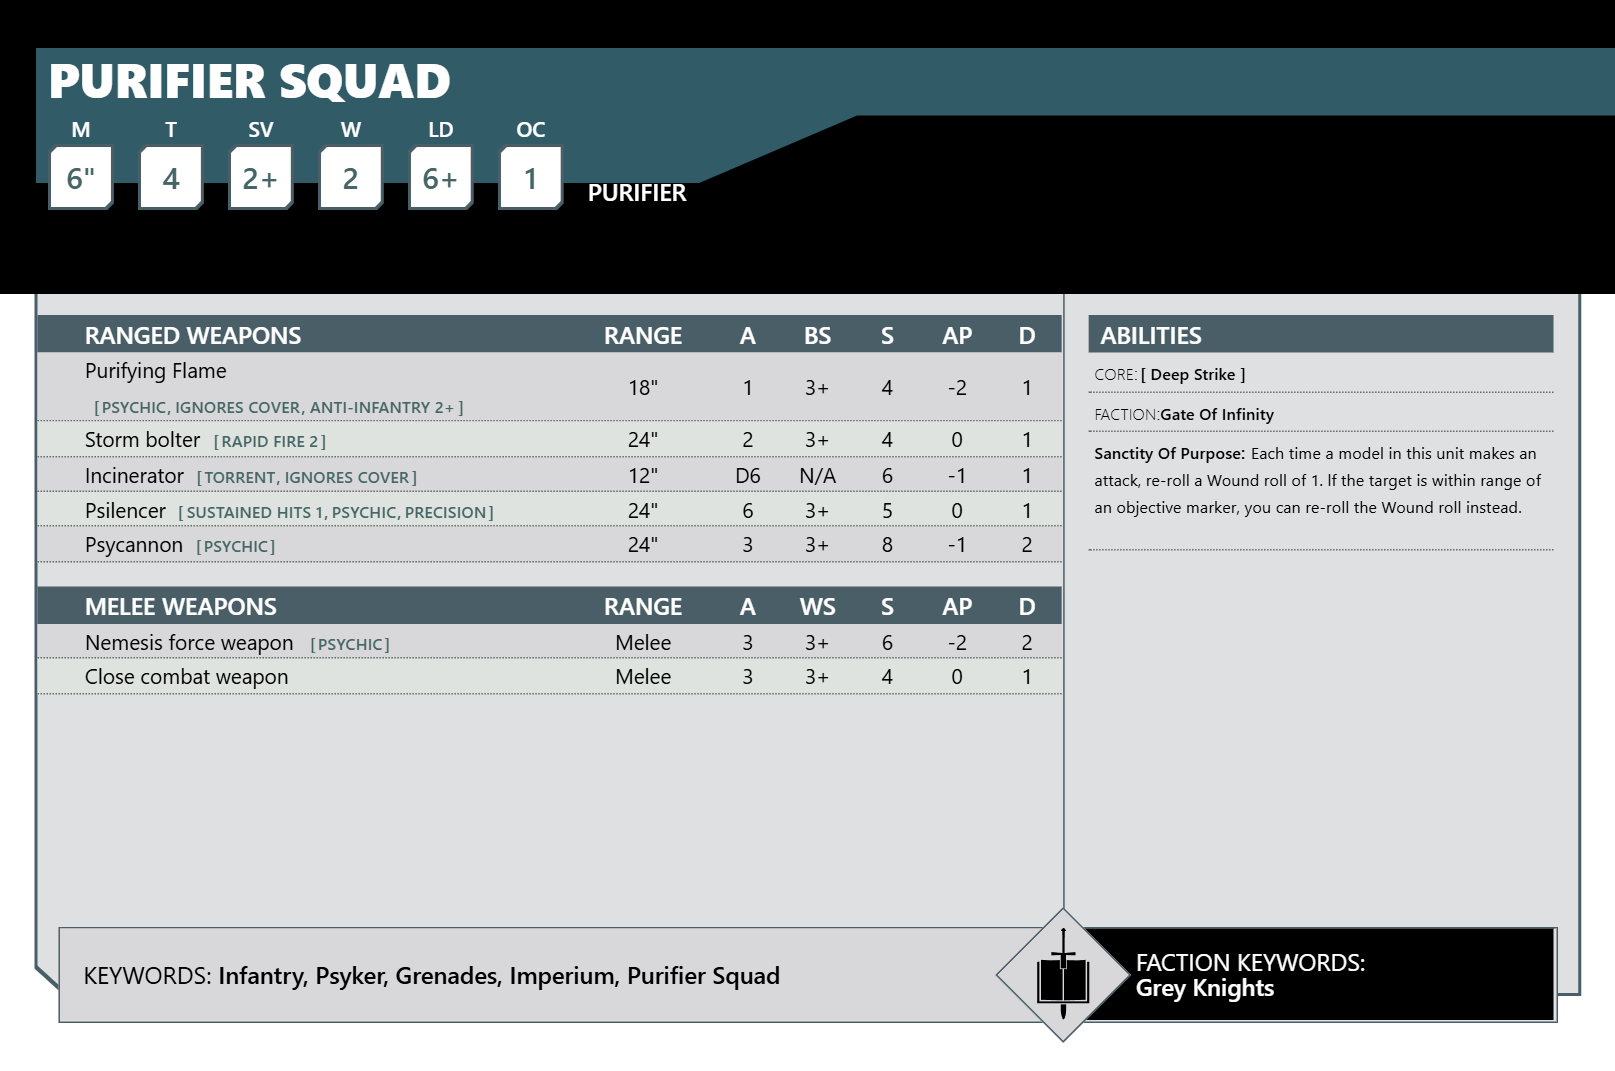 PURIFIER SQUAD
M T SV W LD OC
6" 4 2+ 2 6+ 1
PURIFIER
RANGED WEAPONS RANGE A BS S AP D
Purifying Flame
[PSYCHIC, IGNORES COVER, ANTI-INFANTRY 2+] 18" 1 3+ 4 -2 1
Storm bolter [RAPID FIRE 2] 24" 2 3+ 4 0 1
Incinerator [TORRENT, IGNORES COVER] 12" D6 N/A 6 -1 1
Psilencer [SUSTAINED HITS 1, PSYCHIC, PRECISION] 24" 6 3+ 5 0 1
Psycannon [PSYCHIC] 24" 3 3+ 8 -1 2
MELEE WEAPONS RANGE A WS S AP D
Nemesis force weapon [PSYCHIC] Melee 3 3+ 6 -2 2
Close combat weapon Melee 3 3+ 4 0 1
ABILITIES
CORE: [ Deep Strike ]
FACTION:Gate Of Infinity
Sanctity Of Purpose: Each time a model in this unit makes an
attack, re-roll a Wound roll of 1. If the target is within range of
an objective marker, you can re-roll the Wound roll instead.
KEYWORDS: Infantry, Psyker, Grenades, Imperium, Purifier Squad
FACTION KEYWORDS:
Grey Knights